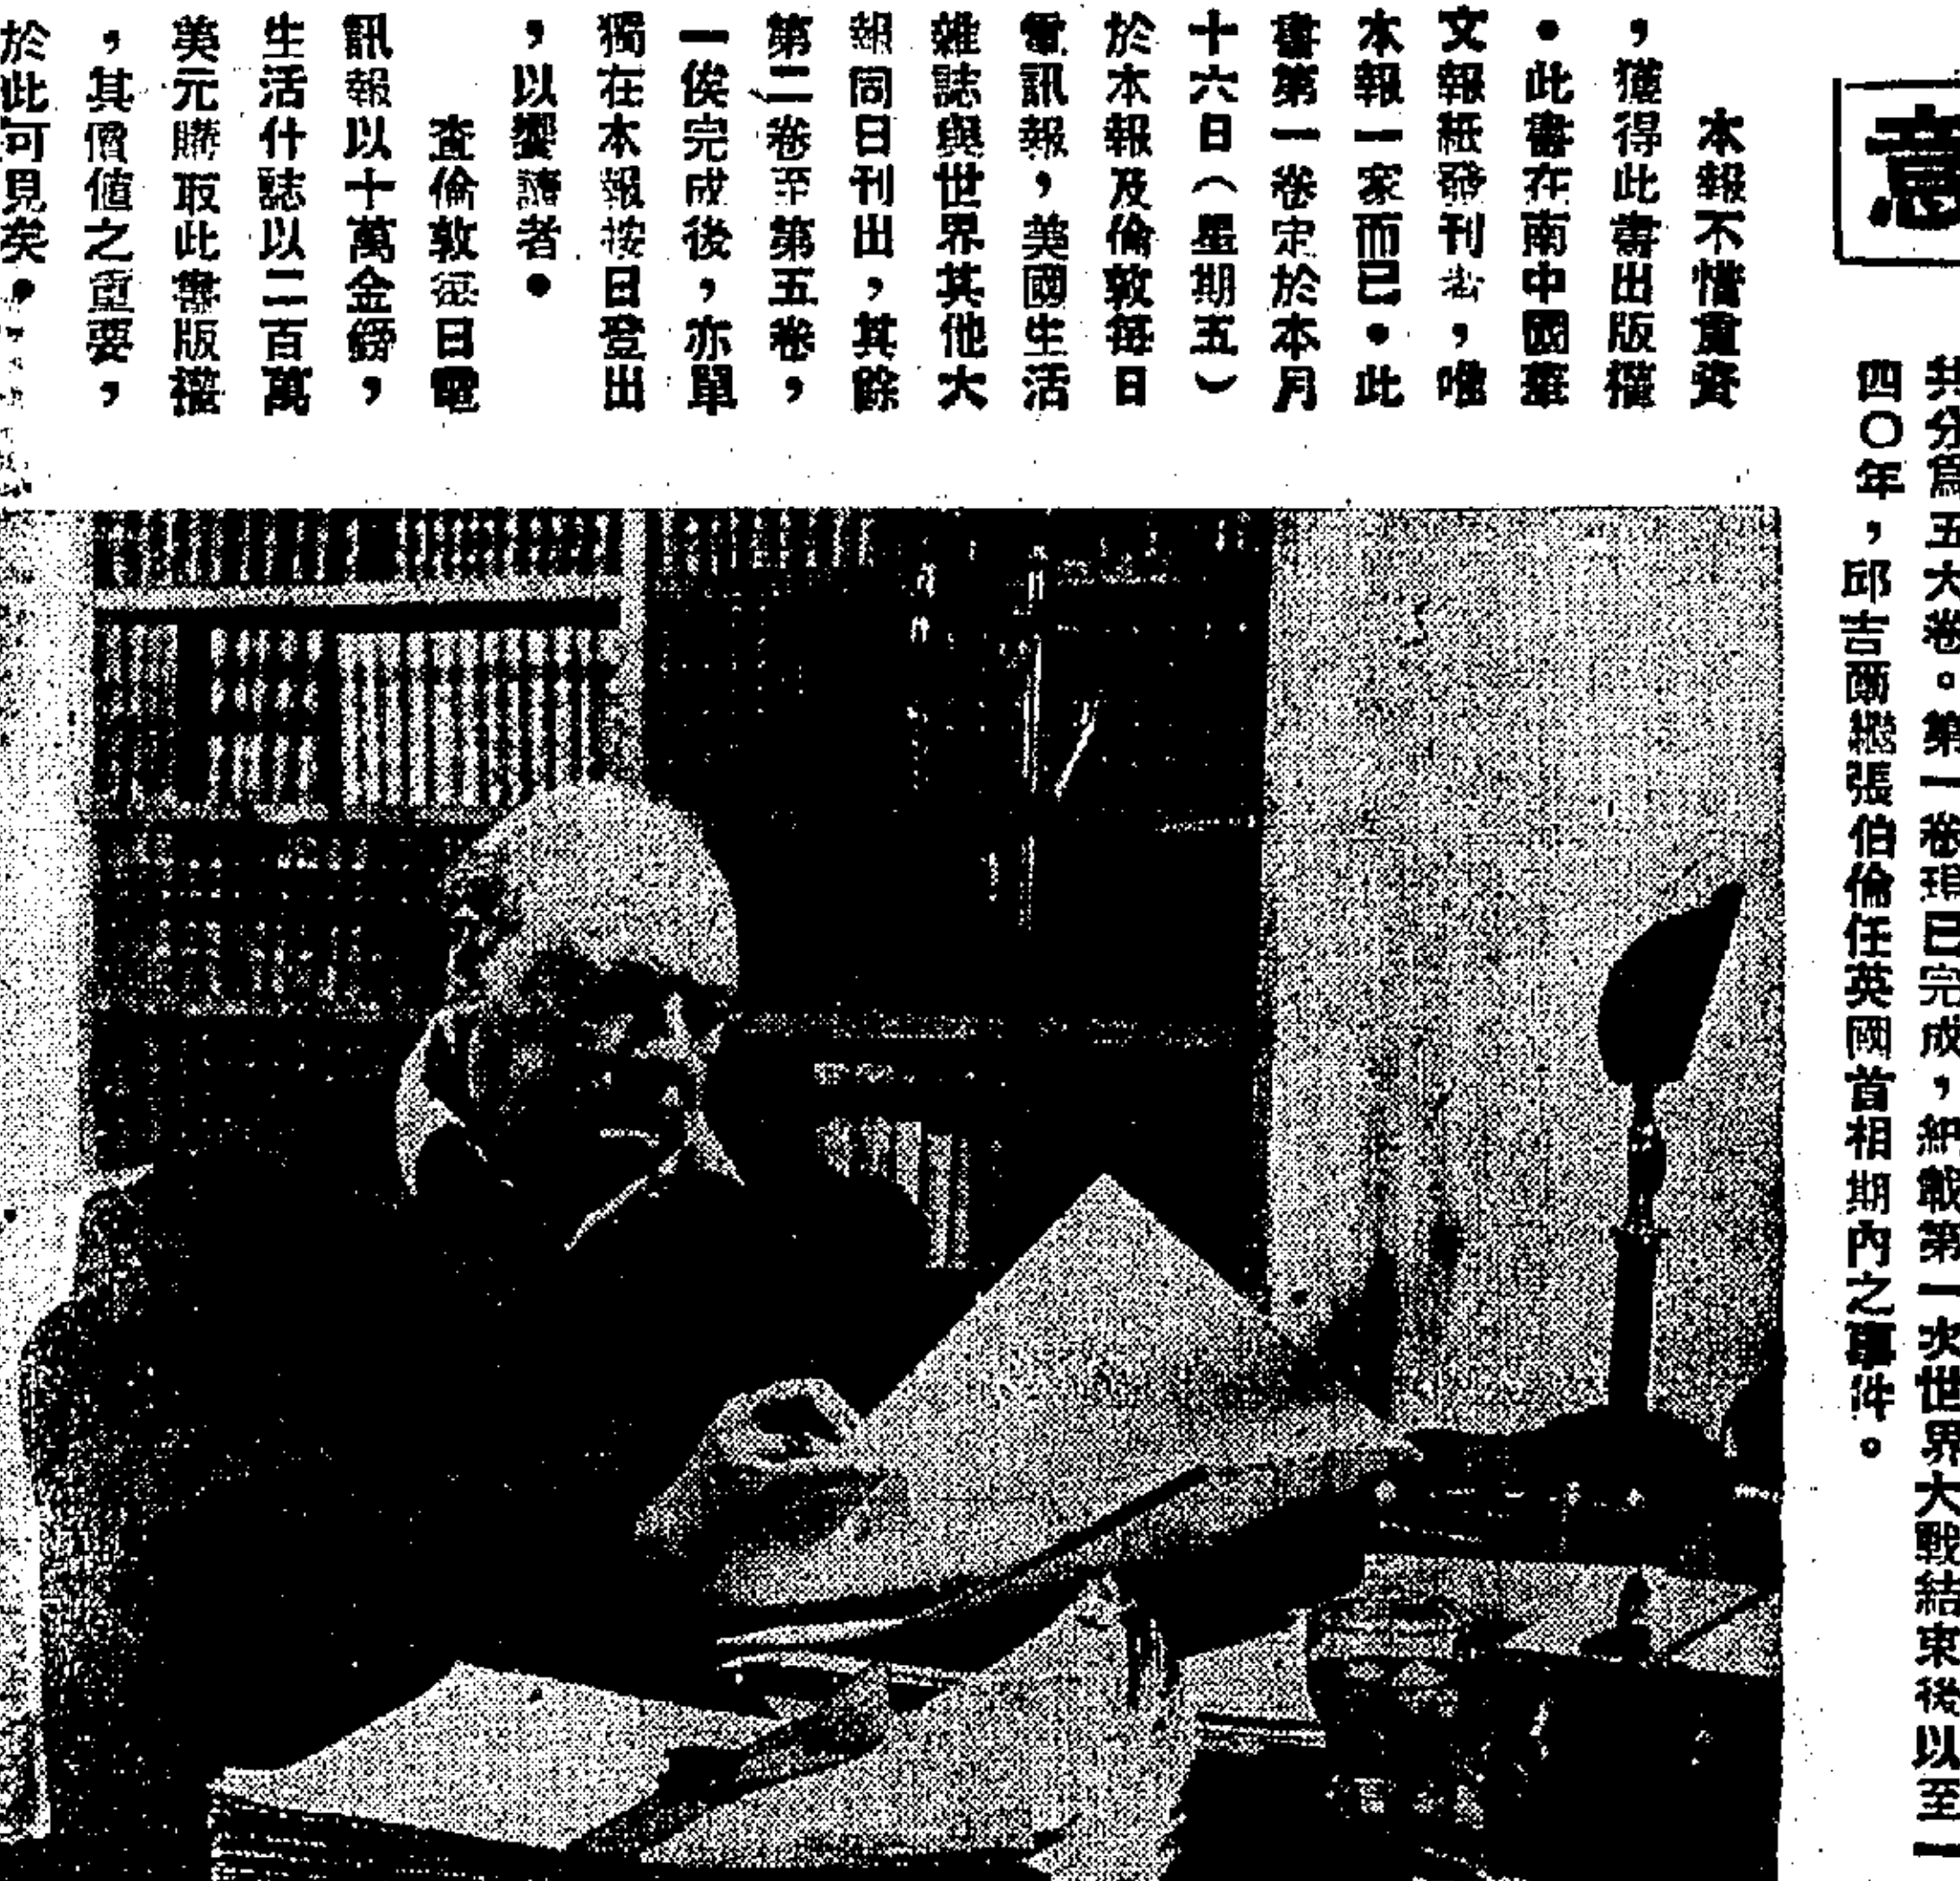 意
共分爲五大卷。第一卷現已完成，細載第一次世界大戰結束後以至一
四〇年，邱吉爾繼張伯倫任英國首相期內之事件。
本報不惜重資
，獲得此書出版權
•此書在南中國華
文報紙發刊者，唯
本報一家而已•此
書第一卷定於本月
十六日（星期五）
於本報及倫敦每日
電訊報，美國生活
雜誌與世界其他大
報同日刊出，其餘
第二卷至第五卷，
一俟完成後，亦單
獨在本報按日登出
，以饗讀者•
查倫敦每日電
訊報以十萬金鎊，
生活什誌以二百萬
美元購取此書版權
，其價值之重要，
於此可見矣•